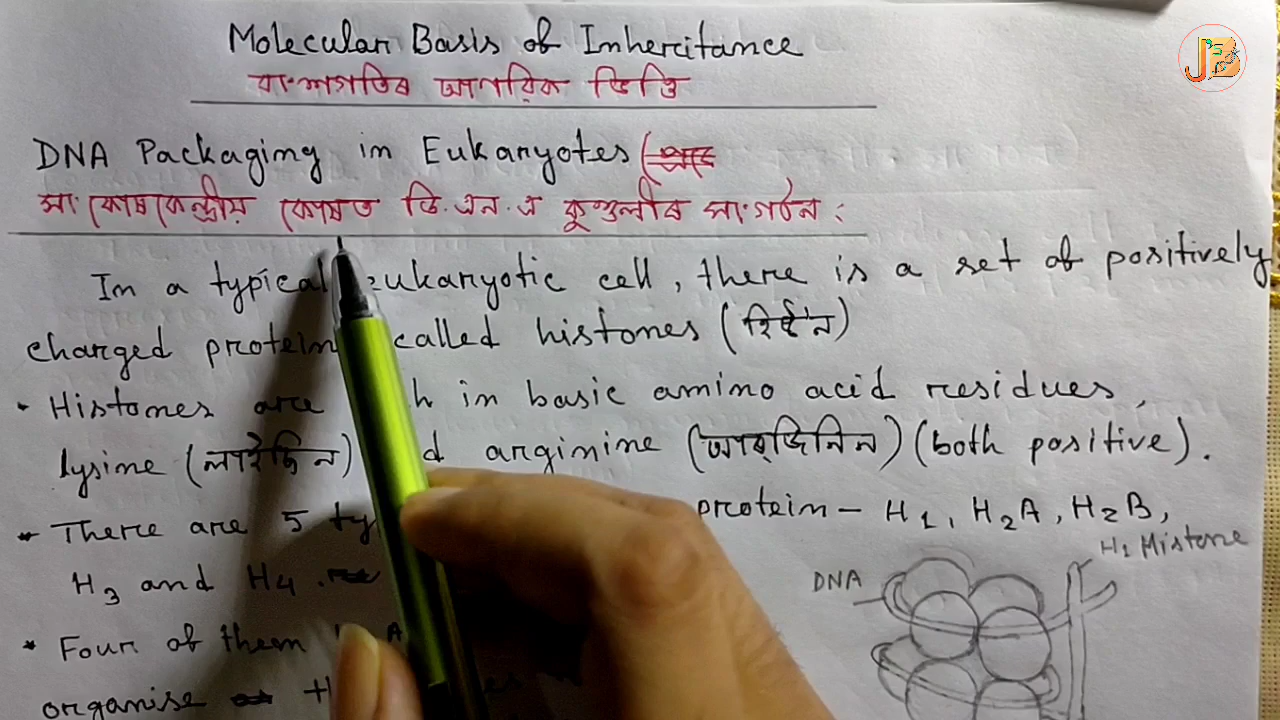 Molecular Basis of Inheritance
বংশগতিৰ আণৱিক ভিত্তি
DNA Packaging in Eukaryotes (
সংকোষকেন্দ্ৰীয় কোষত ডি.এন.এ কুণ্ডলীৰ সংগঠন :
In a typical eukaryotic cell, there is a set of positively
charged protein called histones (হিষ্টন)
• Histones are in basic amino acid residues,
lysine (লাইজিন) arginine (আৰ্জিনিন) (both positive).
* There are 5 protein – H1, H2A, H2B,
H3 and H4.
H1 Histone
DNA
* Four of them
organise